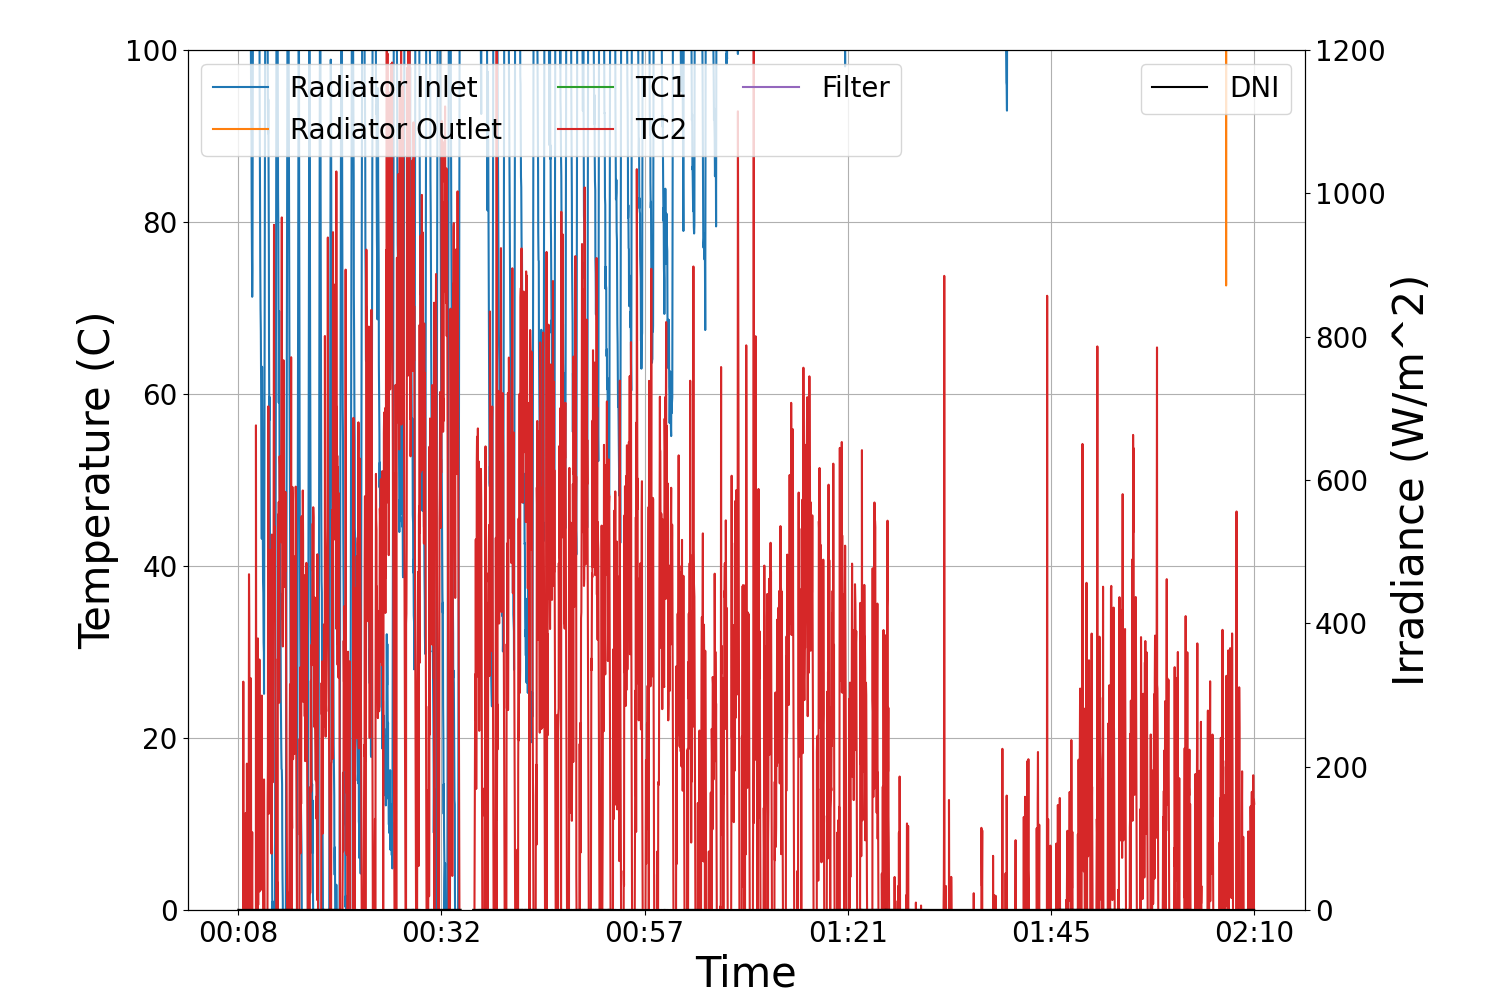 100
80
60
40
20
0
Temperature (C)
Radiator Inlet
Radiator Outlet
TC1
TC2
Filter
DNI
1200
1000
800
600
400
200
0
Irradiance (W/m^2)
00:08
00:32
00:57
01:21
01:45
02:10
Time